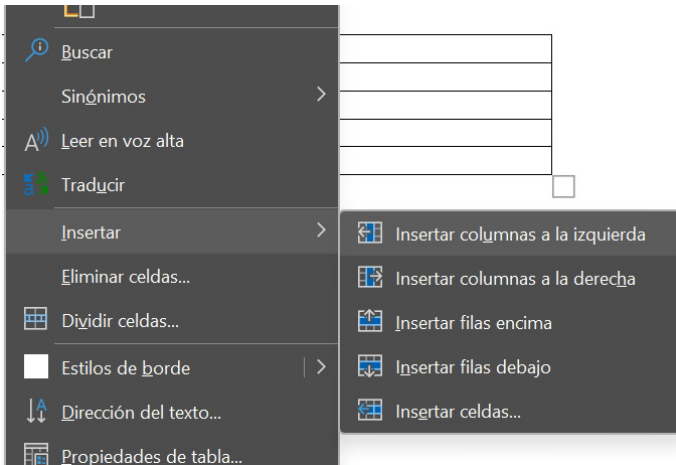 Buscar
Sinónimos
Leer en voz alta
Traducir
Insertar
Eliminar celdas...
Dividir celdas...
Estilos de borde
Dirección del texto...
Propiedades de tabla...
Insertar columnas a la izquierda
Insertar columnas a la derecha
Insertar filas encima
Insertar filas debajo
Insertar celdas...